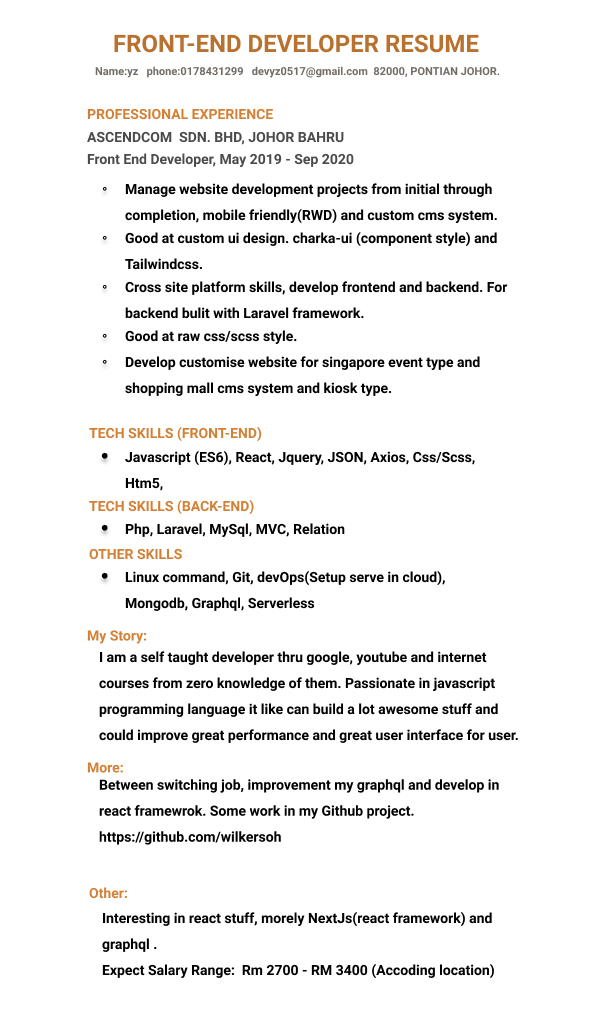 FRONT-END DEVELOPER RESUME
Name:yz phone:0178431299 devyz0517@gmail.com 82000, PONTIAN JOHOR.
PROFESSIONAL EXPERIENCE
ASCENDCOM SDN. BHD, JOHOR BAHRU
Front End Developer, May 2019 - Sep 2020
Manage website development projects from initial through
completion, mobile friendly(RWD) and custom cms system.
Good at custom ui design. charka-ui (component style) and
Tailwindcss.
Cross site platform skills, develop frontend and backend. For
backend bulit with Laravel framework.
Good at raw css/scss style.
Develop customise website for singapore event type and
shopping mall cms system and kiosk type.
TECH SKILLS (FRONT-END)
Javascript (ES6), React, Jquery, JSON, Axios, Css/Scss,
Htm5,
TECH SKILLS (BACK-END)
Php, Laravel, MySql, MVC, Relation
OTHER SKILLS
Linux command, Git, devOps(Setup serve in cloud),
Mongodb, Graphql, Serverless
My Story:
I am a self taught developer thru google, youtube and internet
courses from zero knowledge of them. Passionate in javascript
programming language it like can build a lot awesome stuff and
could improve great performance and great user interface for user.
More:
Between switching job, improvement my graphql and develop in
react framewrok. Some work in my Github project.
https://github.com/wilkersoh
Other:
Interesting in react stuff, morely NextJs(react framework) and
graphql .
Expect Salary Range: Rm 2700 - RM 3400 (Accoding location)